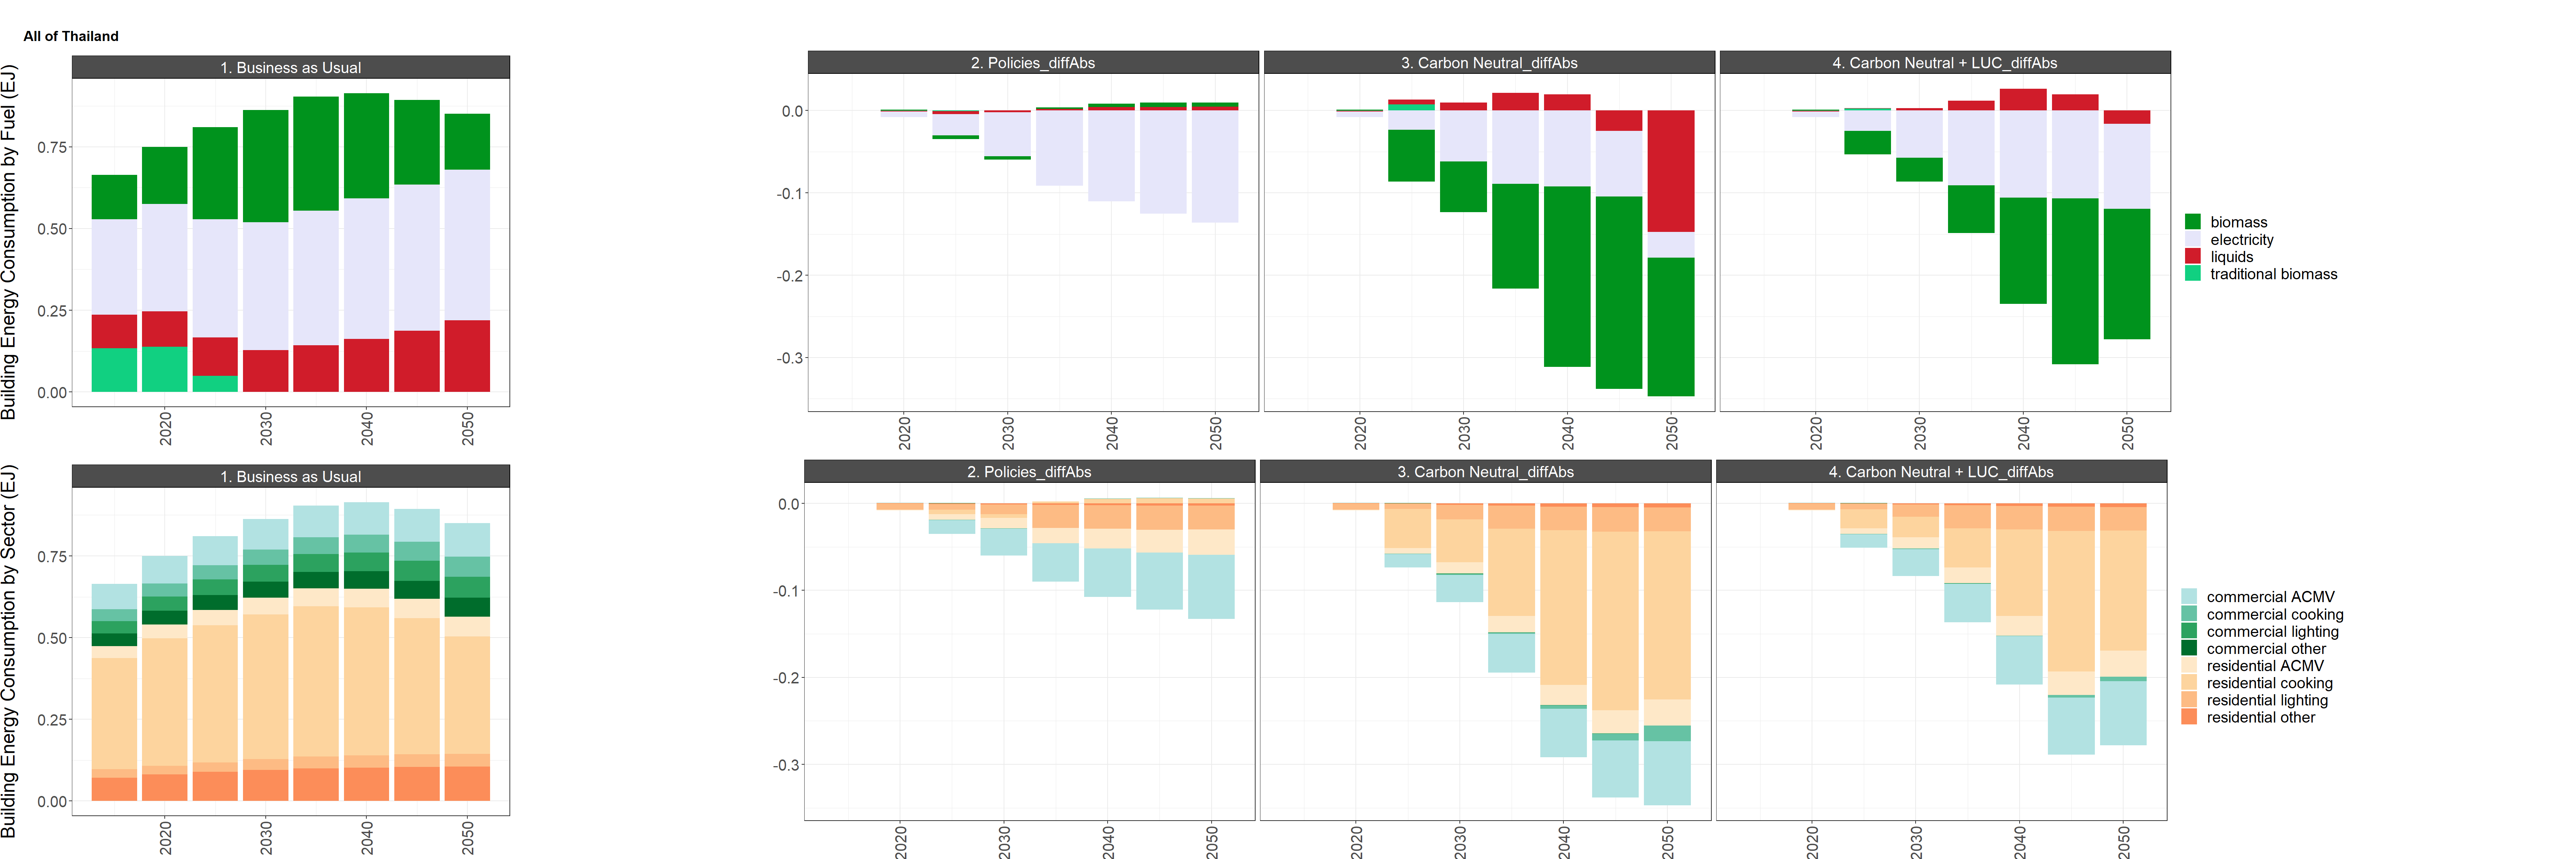 All of Thailand
Building Energy Consumption by Fuel (EJ)
1. Business as Usual
0.75
0.50
0.25
0.00
2020
2030
2040
2050
2. Policies_diffAbs
3. Carbon Neutral_diffAbs
4. Carbon Neutral + LUC_diffAbs
0.0
-0.1
-0.2
-0.3
2020
2030
2040
2050
2020
2030
2040
2050
2020
2030
2040
2050
biomass
electricity
liquids
traditional biomass
Building Energy Consumption by Sector (EJ)
1. Business as Usual
0.75
0.50
0.25
0.00
2020
2030
2040
2050
2. Policies_diffAbs
3. Carbon Neutral_diffAbs
4. Carbon Neutral + LUC_diffAbs
0.0
-0.1
-0.2
-0.3
2020
2030
2040
2050
2020
2030
2040
2050
2020
2030
2040
2050
commercial ACMV
commercial cooking
commercial lighting
commercial other
residential ACMV
residential cooking
residential lighting
residential other